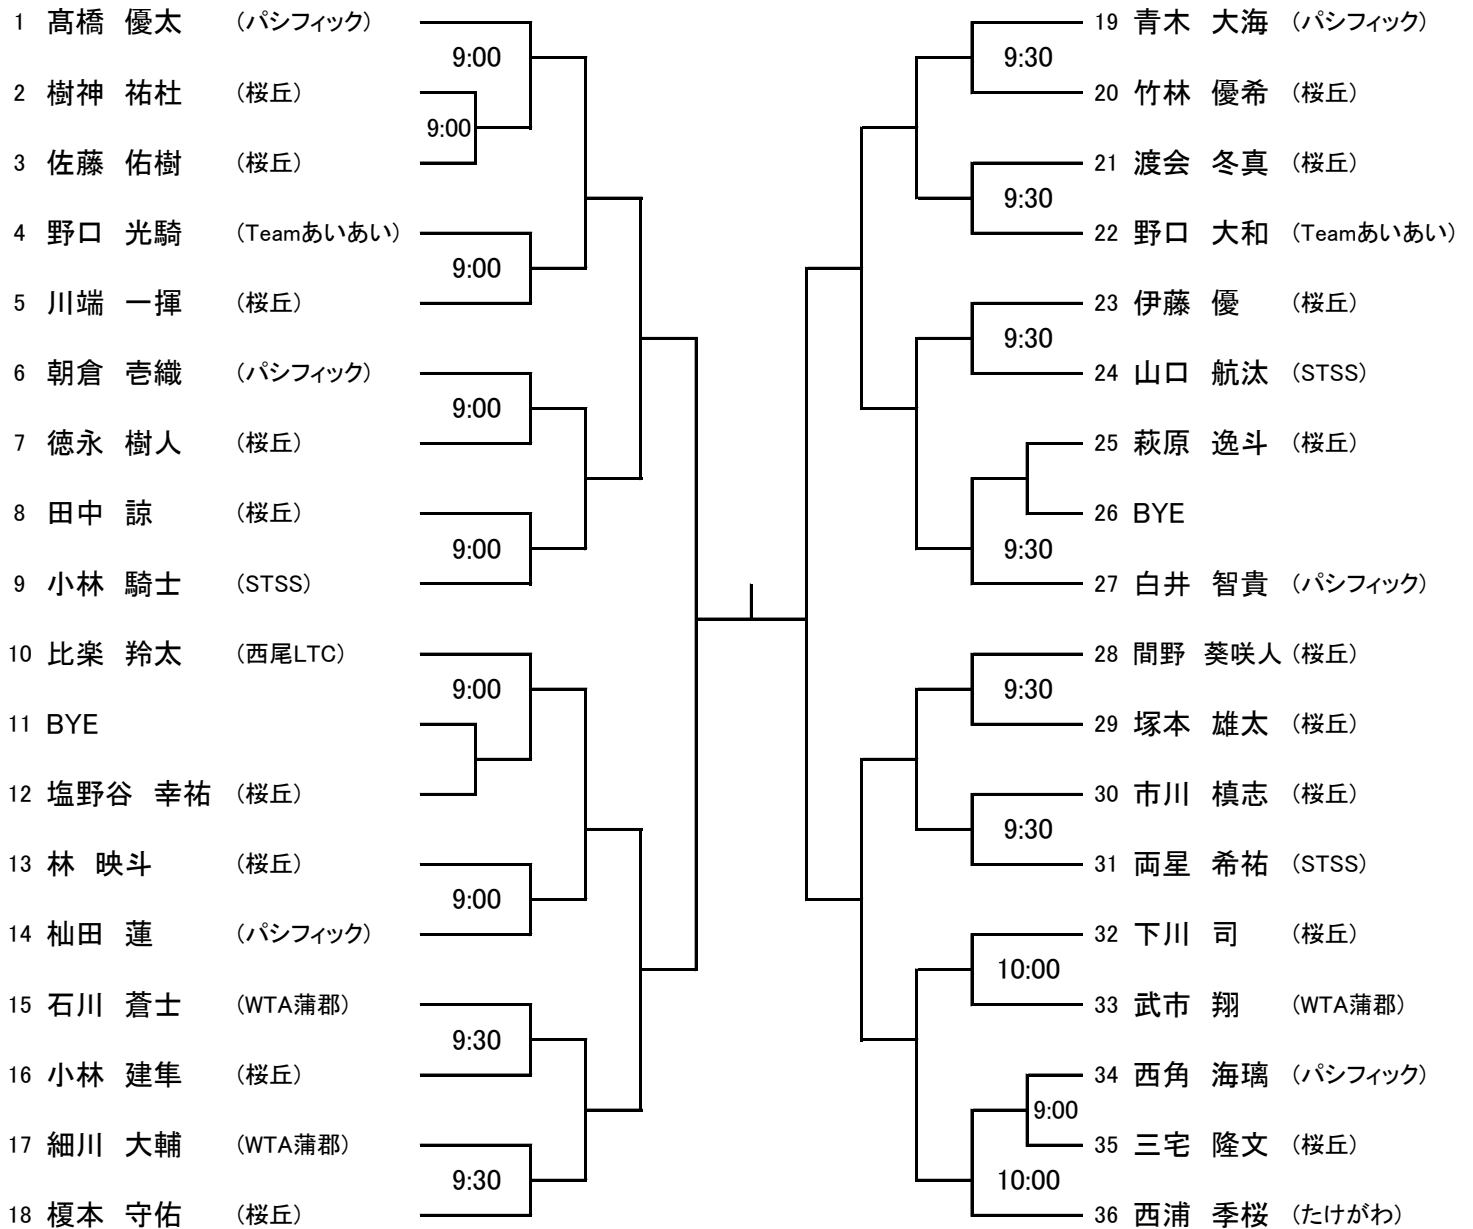 1 髙橋 優太 (パシフィック)
9:00
2 樹神 祐杜 (桜丘)
9:00
3 佐藤 佑樹 (桜丘)
4 野口 光騎 (Teamあいあい)
9:00
5 川端 一揮 (桜丘)
6 朝倉 壱織 (パシフィック)
9:00
7 徳永 樹人 (桜丘)
8 田中 諒 (桜丘)
9:00
9 小林 騎士 (STSS)
10 比楽 羚太 (西尾LTC)
9:00
11 BYE
12 塩野谷 幸祐 (桜丘)
13 林 映斗 (桜丘)
9:00
14 杣田 蓮 (パシフィック)
15 石川 蒼士 (WTA蒲郡)
9:30
16 小林 建隼 (桜丘)
17 細川 大輔 (WTA蒲郡)
9:30
18 榎本 守佑 (桜丘)
19 青木 大海 (パシフィック)
9:30
20 竹林 優希 (桜丘)
21 渡会 冬真 (桜丘)
9:30
22 野口 大和 (Teamあいあい)
23 伊藤 優 (桜丘)
9:30
24 山口 航汰 (STSS)
25 萩原 逸斗 (桜丘)
26 BYE
9:30
27 白井 智貴 (パシフィック)
28 間野 葵咲人 (桜丘)
9:30
29 塚本 雄太 (桜丘)
30 市川 槙志 (桜丘)
9:30
31 両星 希祐 (STSS)
32 下川 司 (桜丘)
10:00
33 武市 翔 (WTA蒲郡)
34 西角 海璃 (パシフィック)
9:00
35 三宅 隆文 (桜丘)
10:00
36 西浦 季桜 (たけがわ)